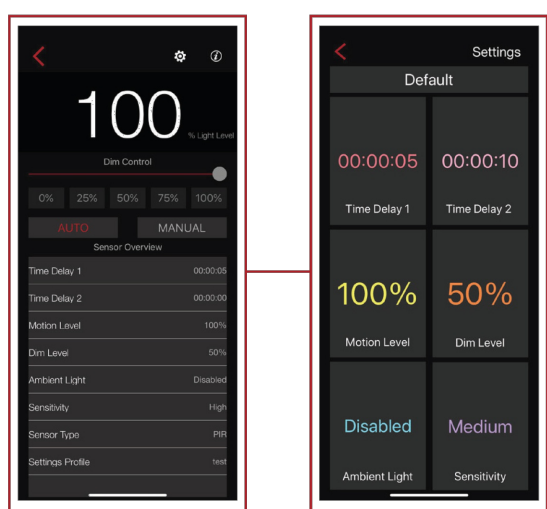 100
% Light Level
Dim Control
0% 25% 50% 75% 100%
AUTO MANUAL
Sensor Overview
Time Delay 1 00:00:05
Time Delay 2 00:00:00
Motion Level 100%
Dim Level 50%
Ambient Light Disabled
Sensitivity High
Sensor Type PIR
Settings Profile test
Settings
Default
00:00:05 00:00:10
Time Delay 1 Time Delay 2
100% 50%
Motion Level Dim Level
Disabled Medium
Ambient Light Sensitivity